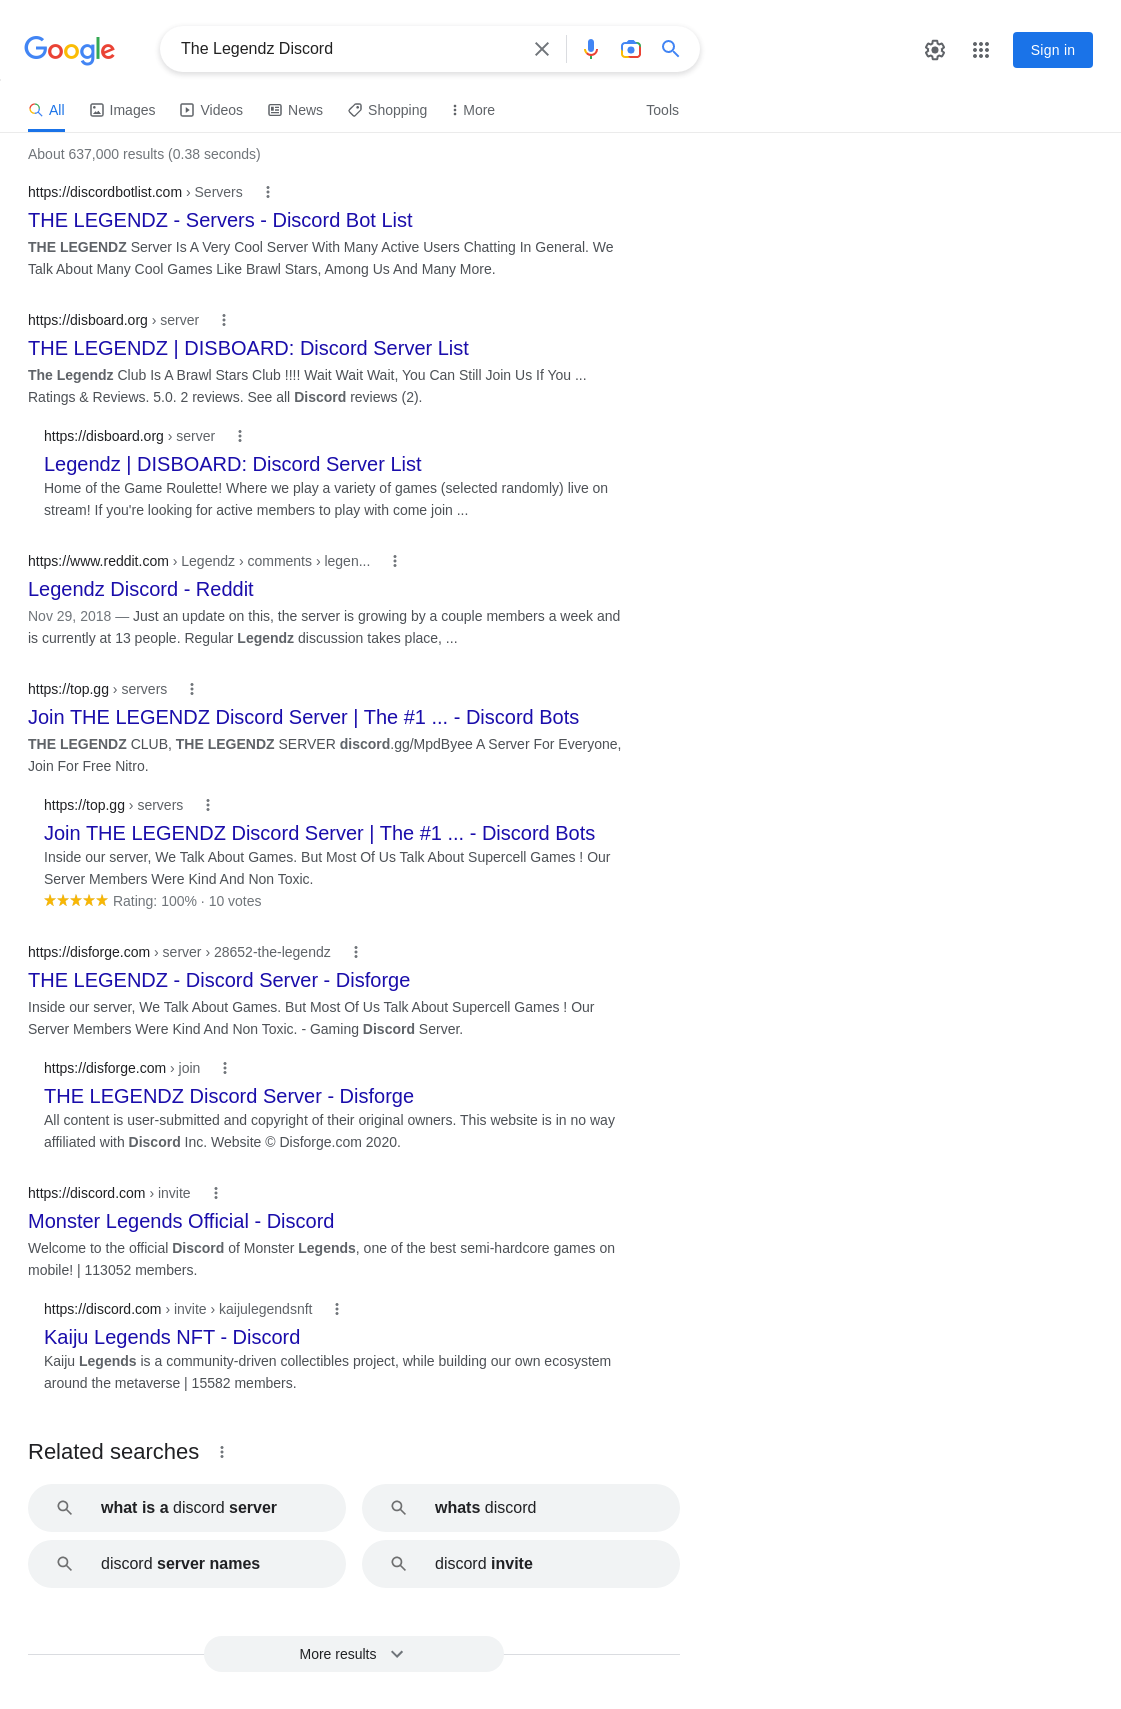 Google
The Legendz Discord
Sign in
All Images Videos News Shopping More Tools
About 637,000 results (0.38 seconds)
https://discordbotlist.com › Servers
THE LEGENDZ - Servers - Discord Bot List
THE LEGENDZ Server Is A Very Cool Server With Many Active Users Chatting In General. We
Talk About Many Cool Games Like Brawl Stars, Among Us And Many More.
https://disboard.org › server
THE LEGENDZ | DISBOARD: Discord Server List
The Legendz Club Is A Brawl Stars Club !!!! Wait Wait Wait, You Can Still Join Us If You ...
Ratings & Reviews. 5.0. 2 reviews. See all Discord reviews (2).
https://disboard.org › server
Legendz | DISBOARD: Discord Server List
Home of the Game Roulette! Where we play a variety of games (selected randomly) live on
stream! If you're looking for active members to play with come join ...
https://www.reddit.com › Legendz › comments › legen...
Legendz Discord - Reddit
Nov 29, 2018 — Just an update on this, the server is growing by a couple members a week and
is currently at 13 people. Regular Legendz discussion takes place, ...
https://top.gg › servers
Join THE LEGENDZ Discord Server | The #1 ... - Discord Bots
THE LEGENDZ CLUB, THE LEGENDZ SERVER discord.gg/MpdByee A Server For Everyone,
Join For Free Nitro.
https://top.gg › servers
Join THE LEGENDZ Discord Server | The #1 ... - Discord Bots
Inside our server, We Talk About Games. But Most Of Us Talk About Supercell Games ! Our
Server Members Were Kind And Non Toxic.
Rating: 100% · 10 votes
https://disforge.com › server › 28652-the-legendz
THE LEGENDZ - Discord Server - Disforge
Inside our server, We Talk About Games. But Most Of Us Talk About Supercell Games ! Our
Server Members Were Kind And Non Toxic. - Gaming Discord Server.
https://disforge.com › join
THE LEGENDZ Discord Server - Disforge
All content is user-submitted and copyright of their original owners. This website is in no way
affiliated with Discord Inc. Website © Disforge.com 2020.
https://discord.com › invite
Monster Legends Official - Discord
Welcome to the official Discord of Monster Legends, one of the best semi-hardcore games on
mobile! | 113052 members.
https://discord.com › invite › kaijulegendsnft
Kaiju Legends NFT - Discord
Kaiju Legends is a community-driven collectibles project, while building our own ecosystem
around the metaverse | 15582 members.
Related searches
what is a discord server
whats discord
discord server names
discord invite
More results